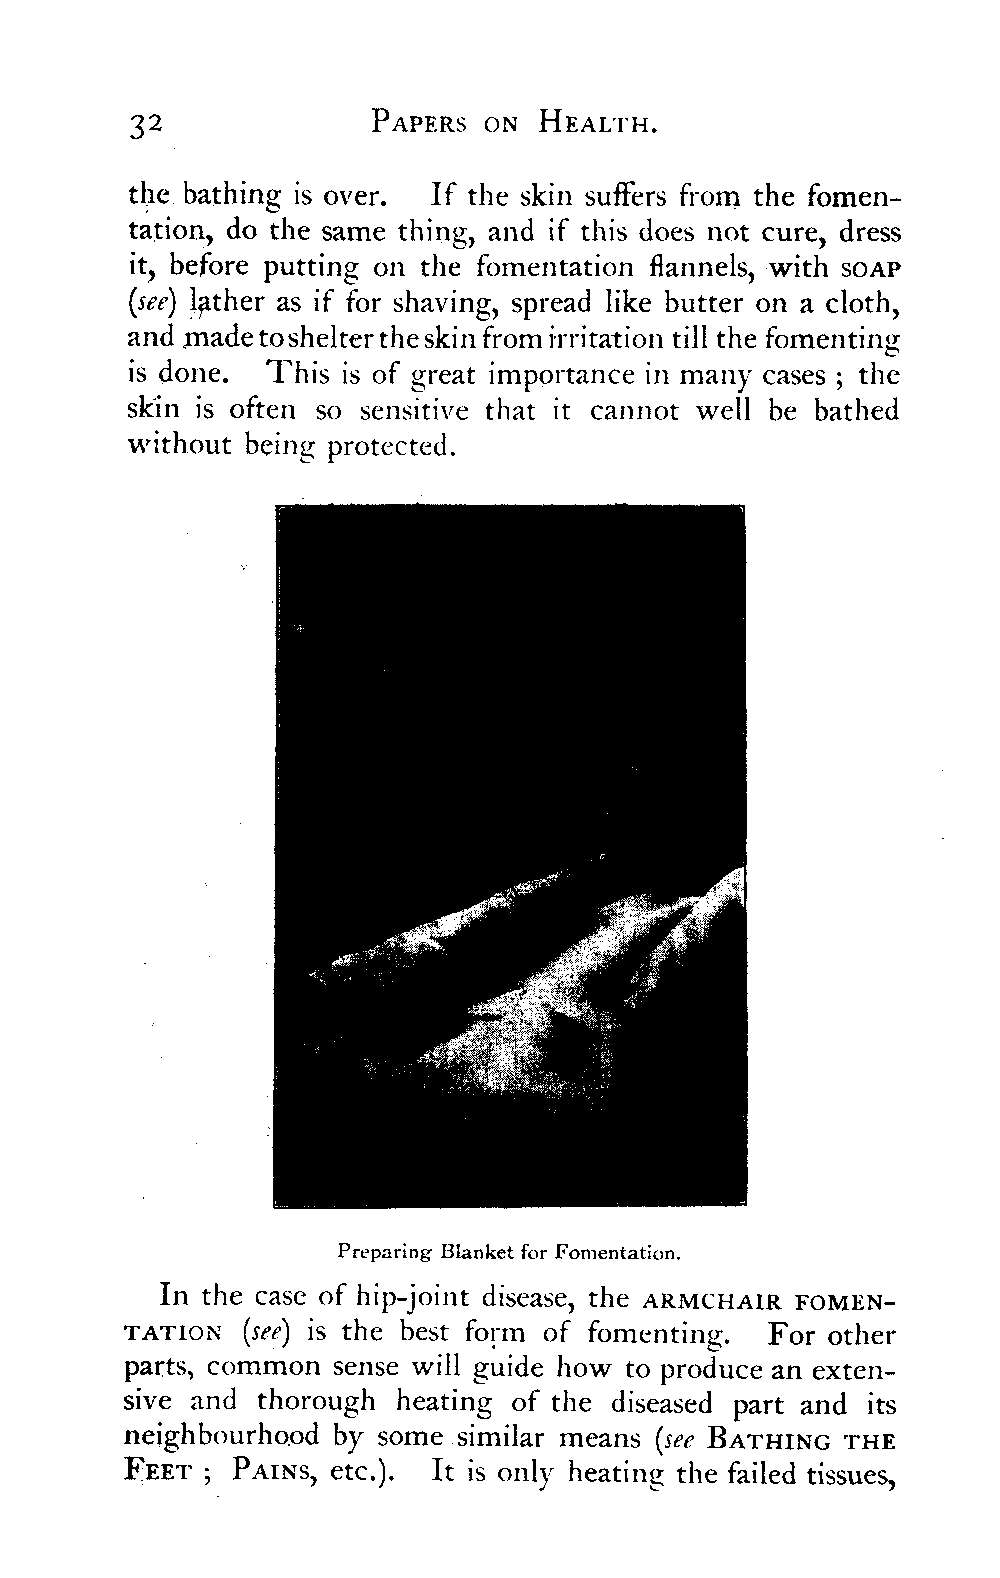 32 PAPERS ON HEALTH.
the bathing is over. If the skin suffers from the fomen-
tation, do the same thing, and if this does not cure, dress
it, before putting on the fomentation flannels, with SOAP
(see) lather as if for shaving, spread like butter on a cloth,
and made to shelter the skin from irritation till the fomenting
is done. This is of great importance in many cases ; the
skin is often so sensitive that it cannot well be bathed
without being protected.
Preparing Blanket for Fomentation.
In the case of hip-joint disease, the ARMCHAIR FOMEN-
TATION (see) is the best form of fomenting. For other
parts, common sense will guide how to produce an exten-
sive and thorough heating of the diseased part and its
neighbourhood by some similar means (see BATHING THE
FEET ; PAINS, etc.). It is only heating the failed tissues,